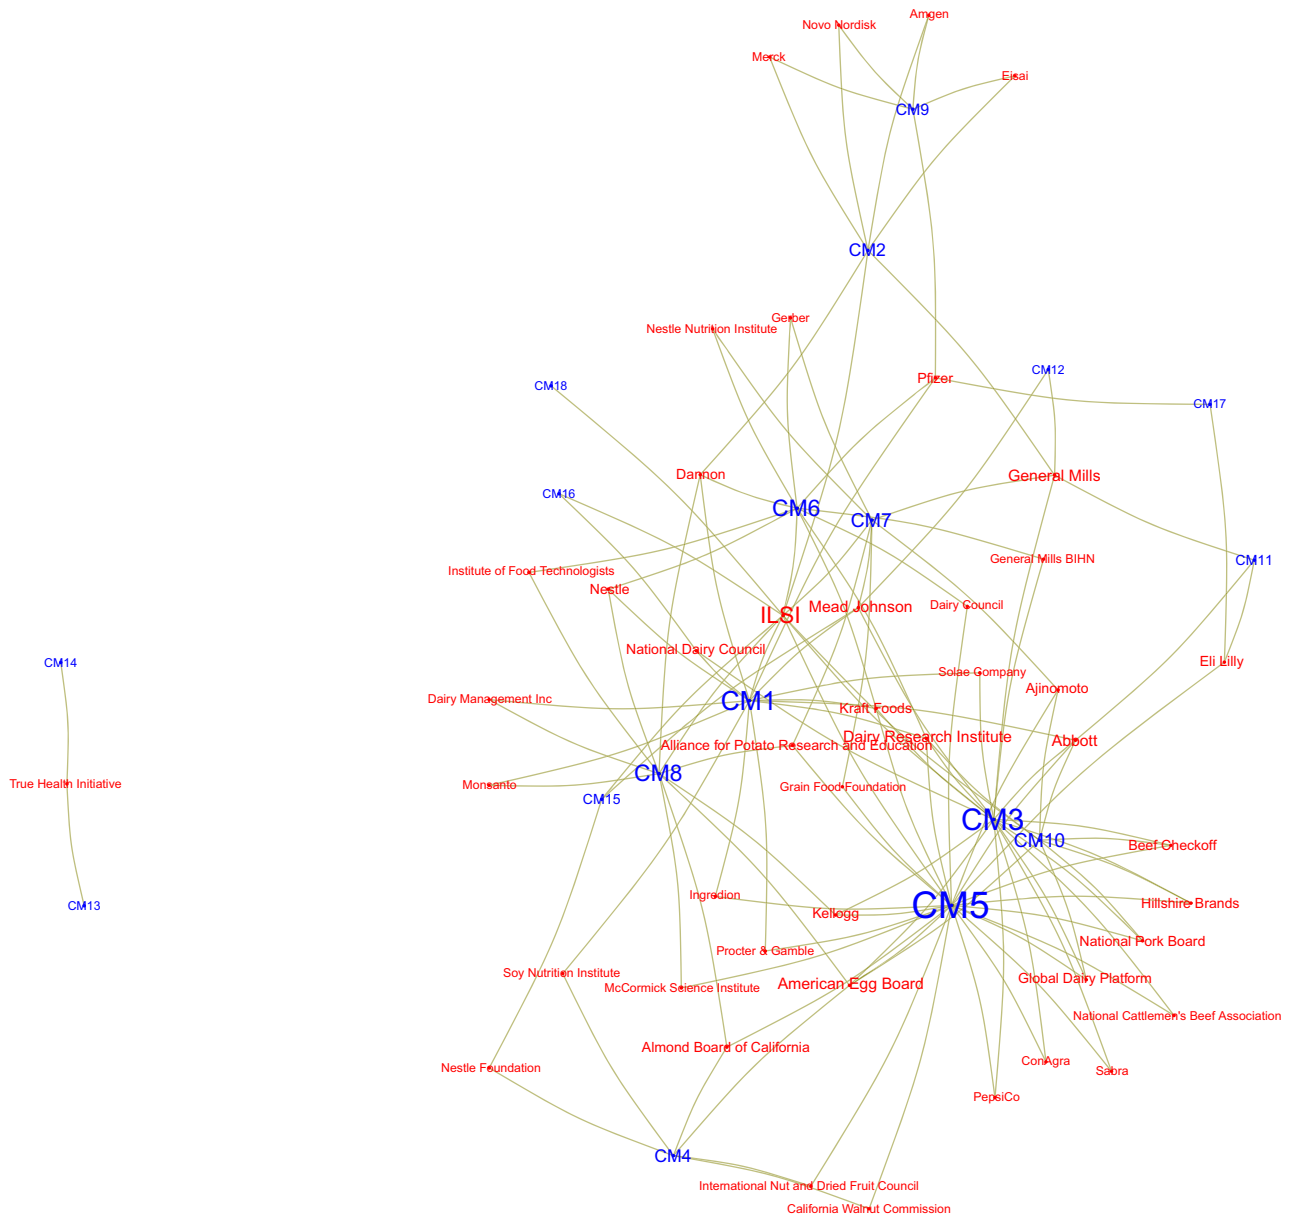 Amgen
Novo Nordisk
Merck
Eisai
CM9
CM2
Gerber
Nestle Nutrition Institute
CM12
Pfizer
CM18
CM17
Dannon
General Mills
CM16
CM6
CM7
General Mills BIHN
CM11
Institute of Food Technologists
Nestle
Mead Johnson
Dairy Council
ILSI
National Dairy Council
CM14
Eli Lilly
Solae Company
Ajinomoto
Dairy Management Inc
CM1
Kraft Foods
Dairy Research Institute
Abbott
Alliance for Potato Research and Education
CM8
True Health Initiative
Monsanto
Grain Food Foundation
CM15
CM3
CM10
Beef Checkoff
Ingredion
Hillshire Brands
CM13
CM5
Kellogg
National Pork Board
Procter & Gamble
Soy Nutrition Institute
Global Dairy Platform
American Egg Board
McCormick Science Institute
National Cattlemen's Beef Association
Almond Board of California
ConAgra
Nestle Foundation
Sabra
PepsiCo
CM4
International Nut and Dried Fruit Council
California Walnut Commission